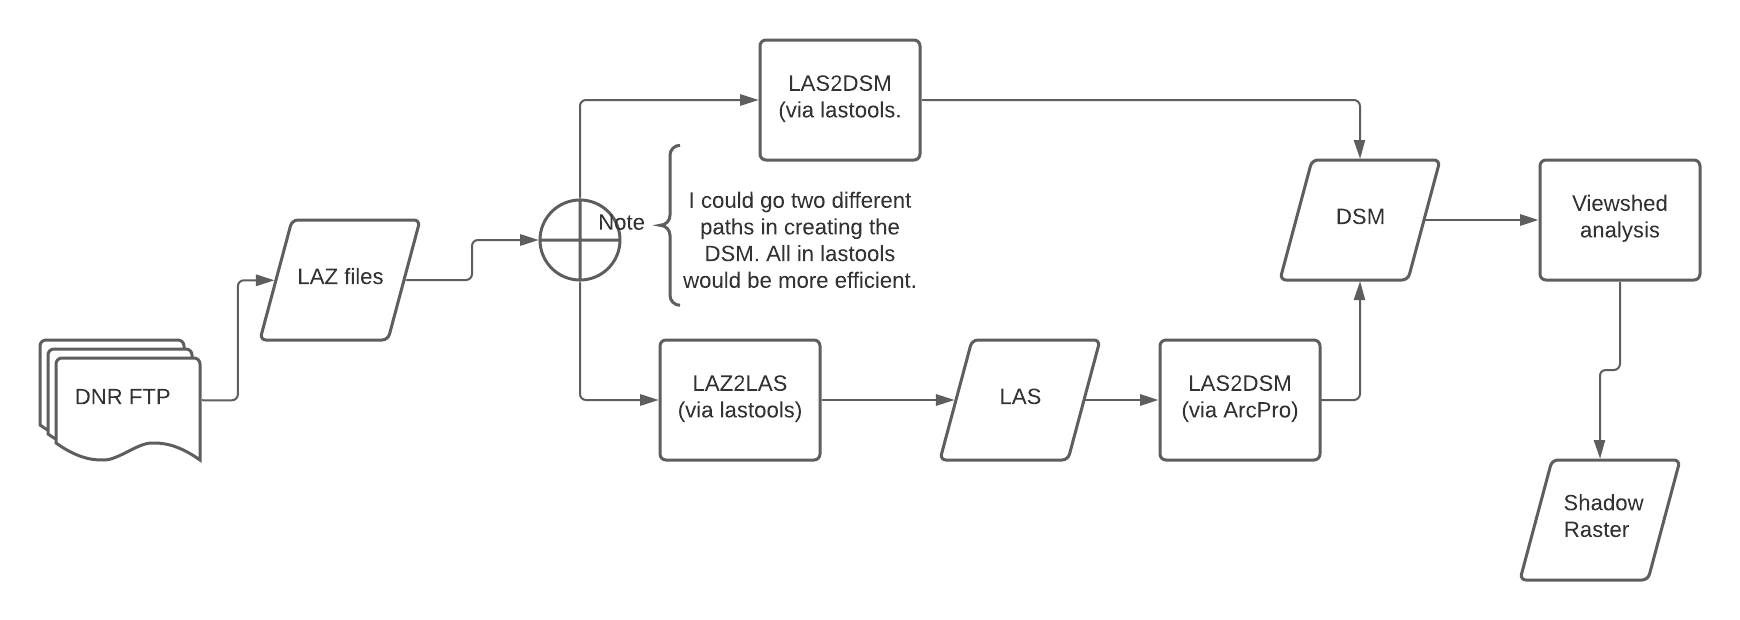 DNR FTP
LAZ files
Note
I could go two different
paths in creating the
DSM. All in lastools
would be more efficient.
LAS2DSM
(via lastools.
LAZ2LAS
(via lastools)
LAS
LAS2DSM
(via ArcPro)
DSM
Viewshed
analysis
Shadow
Raster